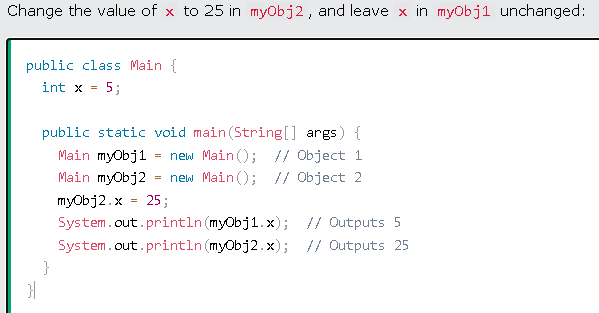 Change the value of x to 25 in myObj2, and leave x in myObj1 unchanged:
public class Main {
  int x = 5;

  public static void main(String[] args) {
    Main myObj1 = new Main();  // Object 1
    Main myObj2 = new Main();  // Object 2
    myObj2.x = 25;
    System.out.println(myObj1.x);  // Outputs 5
    System.out.println(myObj2.x);  // Outputs 25
  }
}